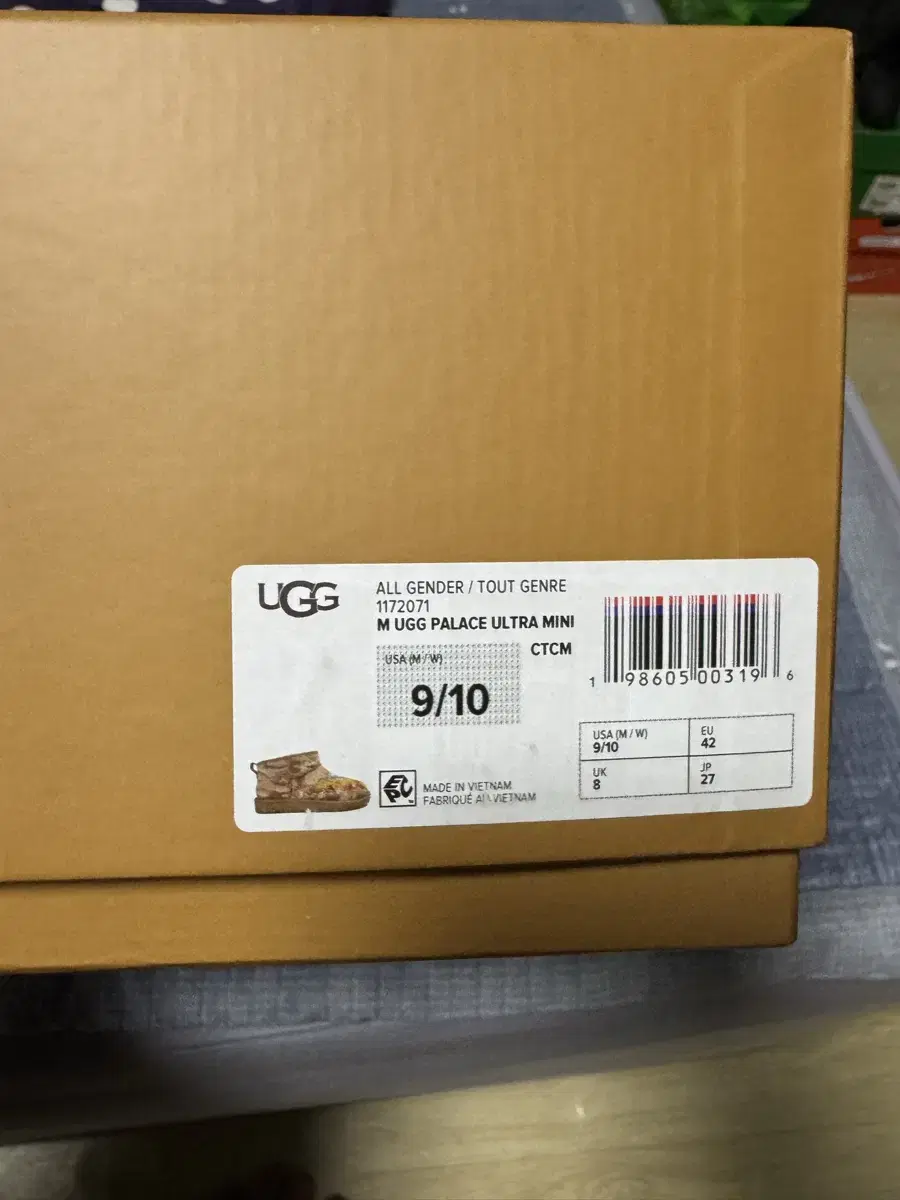 UGG
ALL GENDER / TOUT GENRE
1172071
M UGG PALACE ULTRA MINI
CTCM
USA (M / W)
9/10
1 98605 00319 6
USA (M / W)
9/10
EU
42
UK
8
JP
27
EPC
MADE IN VIETNAM
FABRIQUÉ AU VIETNAM